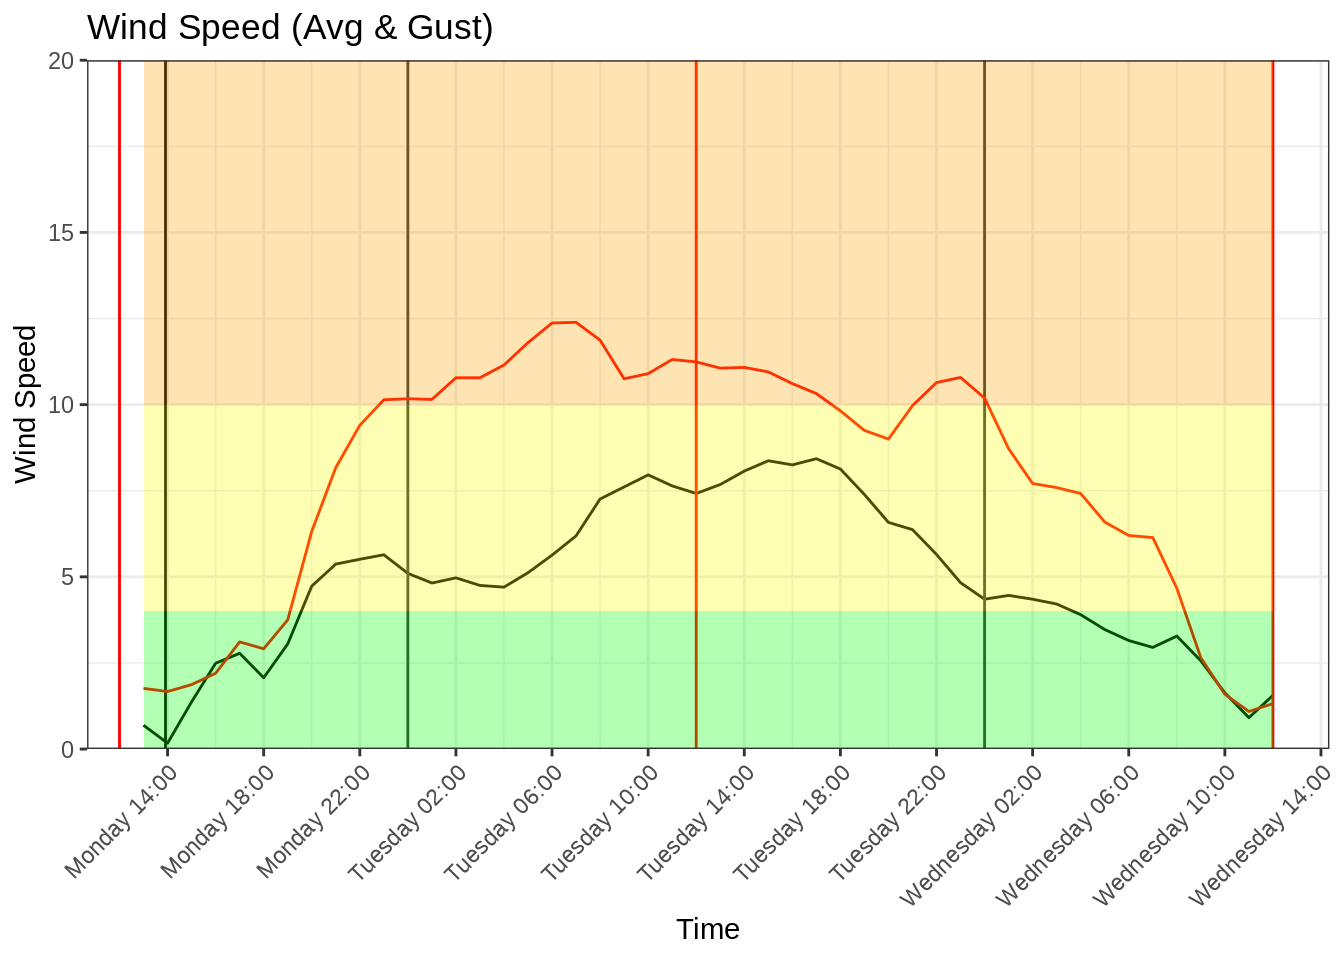 Wind Speed (Avg & Gust)
Wind Speed
20
15
10
5
0
Monday 14:00
Monday 18:00
Monday 22:00
Tuesday 02:00
Tuesday 06:00
Tuesday 10:00
Tuesday 14:00
Tuesday 18:00
Tuesday 22:00
Wednesday 02:00
Wednesday 06:00
Wednesday 10:00
Wednesday 14:00
Time